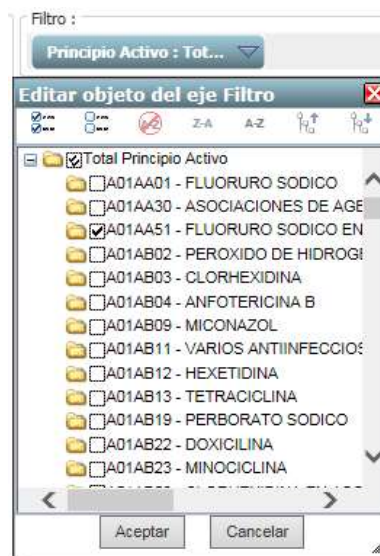 Filtro :
Principio Activo : Tot...
Editar objeto del eje Filtro
Z-A A-Z
Total Principio Activo
A01AA01 - FLUORURO SODICO
A01AA30 - ASOCIACIONES DE AGE
A01AA51 - FLUORURO SODICO EN
A01AB02 - PEROXIDO DE HIDROGE
A01AB03 - CLORHEXIDINA
A01AB04 - ANFOTERICINA B
A01AB09 - MICONAZOL
A01AB11 - VARIOS ANTIINFECCIOS
A01AB12 - HEXETIDINA
A01AB13 - TETRACICLINA
A01AB19 - PERBORATO SODICO
A01AB22 - DOXICILINA
A01AB23 - MINOCICLINA
Aceptar Cancelar